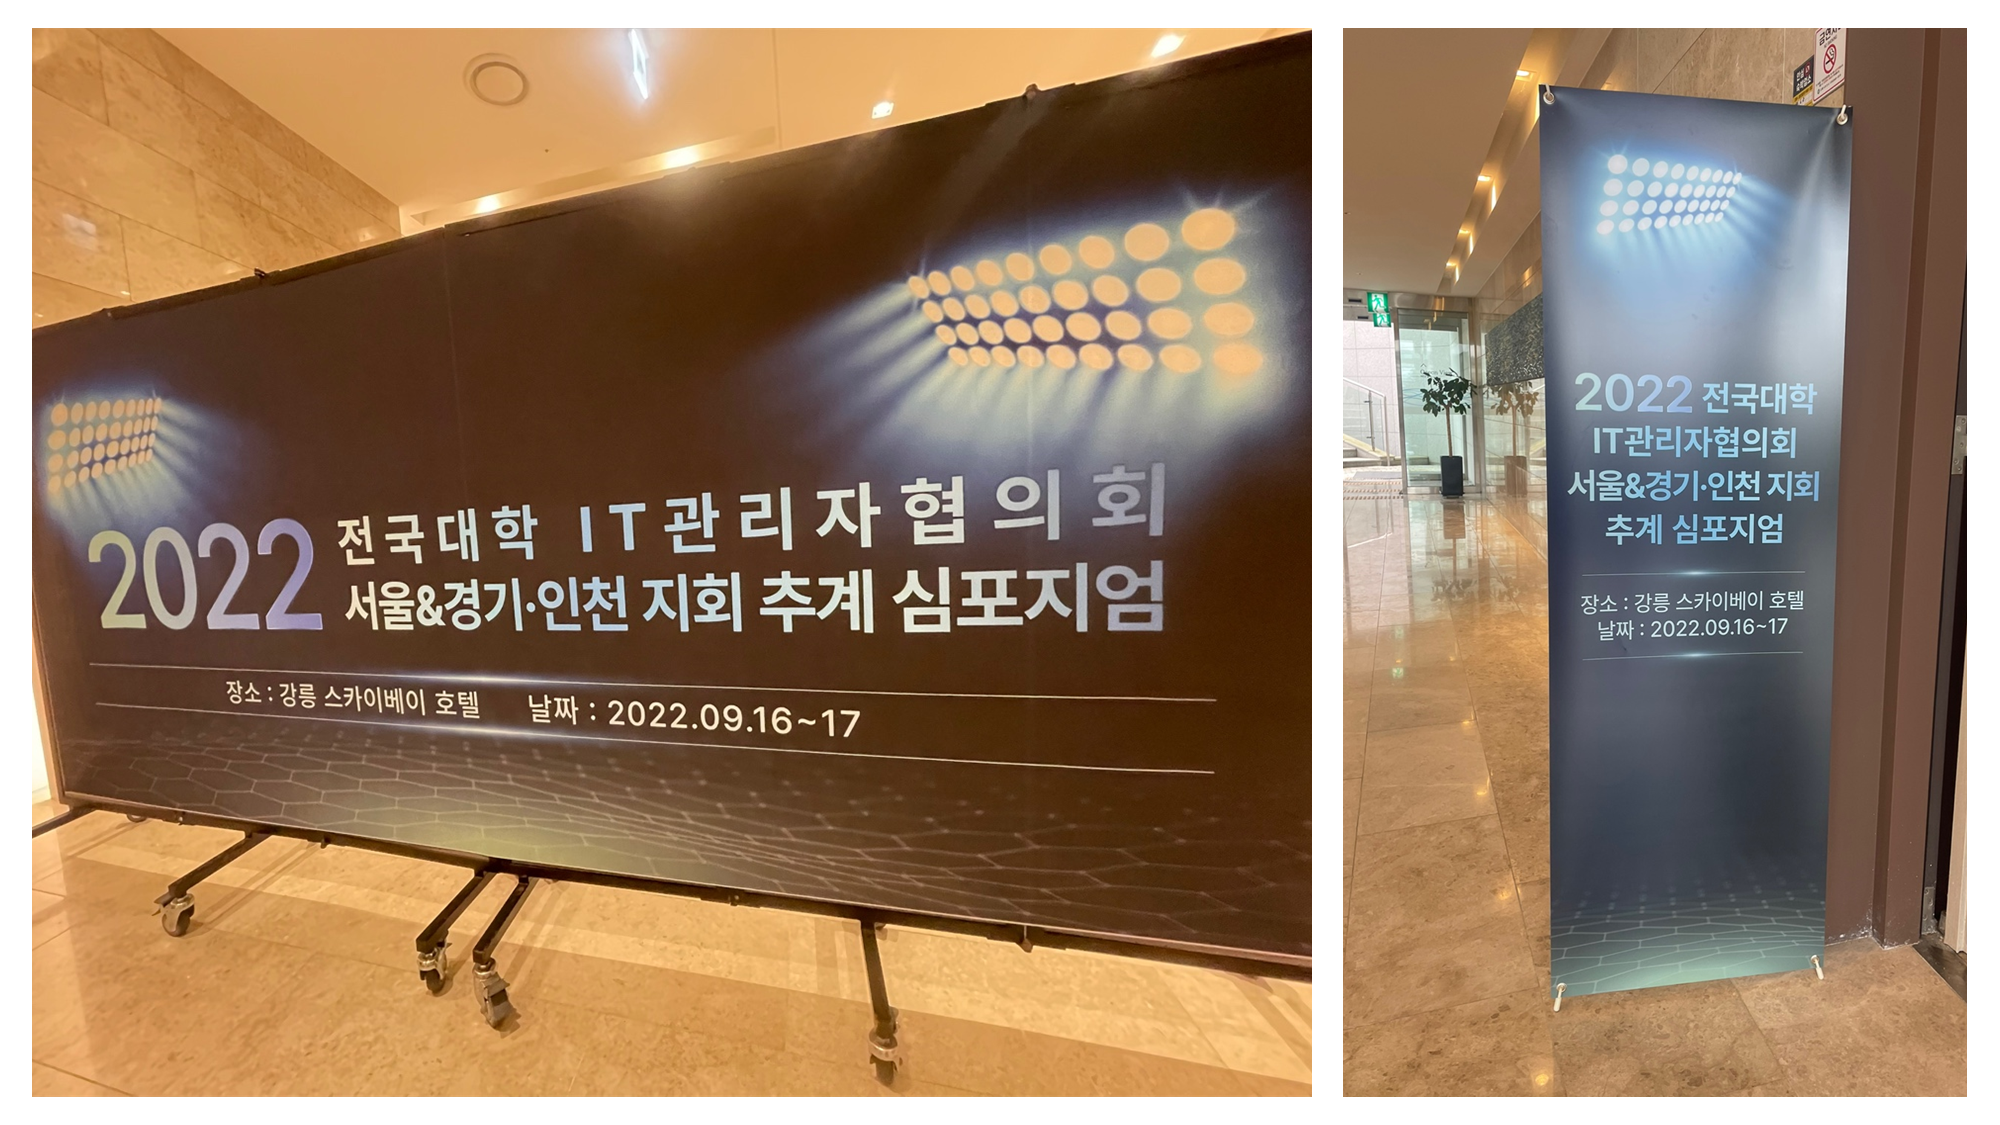 2022 전국대학 IT관리자협의회
서울&경기·인천 지회 추계 심포지엄
장소 : 강릉 스카이베이 호텔 날짜 : 2022.09.16~17
2022 전국대학
IT관리자협의회
서울&경기·인천 지회
추계 심포지엄
장소 : 강릉 스카이베이 호텔
날짜 : 2022.09.16~17